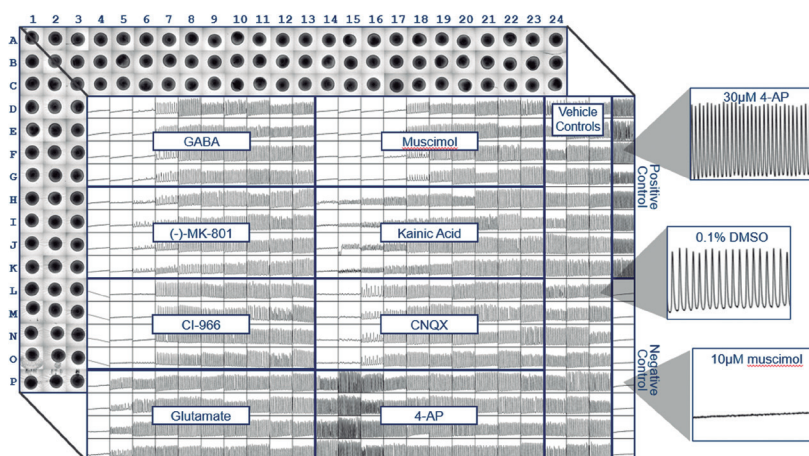 1 2 3 4 5 6 7 8 9 10 11 12 13 14 15 16 17 18 19 20 21 22 23 24
A
B
C
D
E
F
G
H
I
J
K
L
M
N
O
P
GABA
Muscimol
Vehicle
Controls
(-)-MK-801
Kainic Acid
CI-966
CNQX
Glutamate
4-AP
Positive Control
Negative Control
30µM 4-AP
0.1% DMSO
10µM muscimol